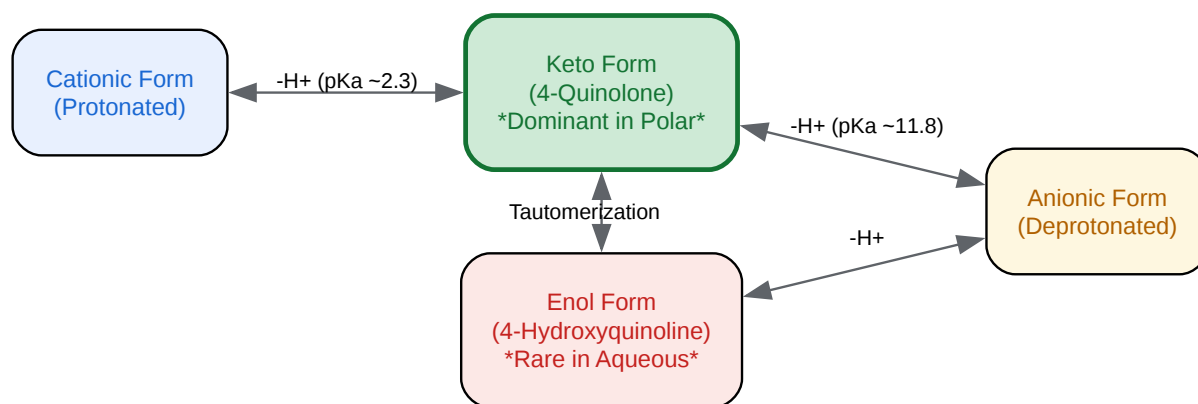 Cationic Form
(Protonated)
-H+ (pKa ~2.3)
Keto Form
(4-Quinolone)
*Dominant in Polar*
-H+ (pKa ~11.8)
Anionic Form
(Deprotonated)
Tautomerization
-H+
Enol Form
(4-Hydroxyquinoline)
*Rare in Aqueous*